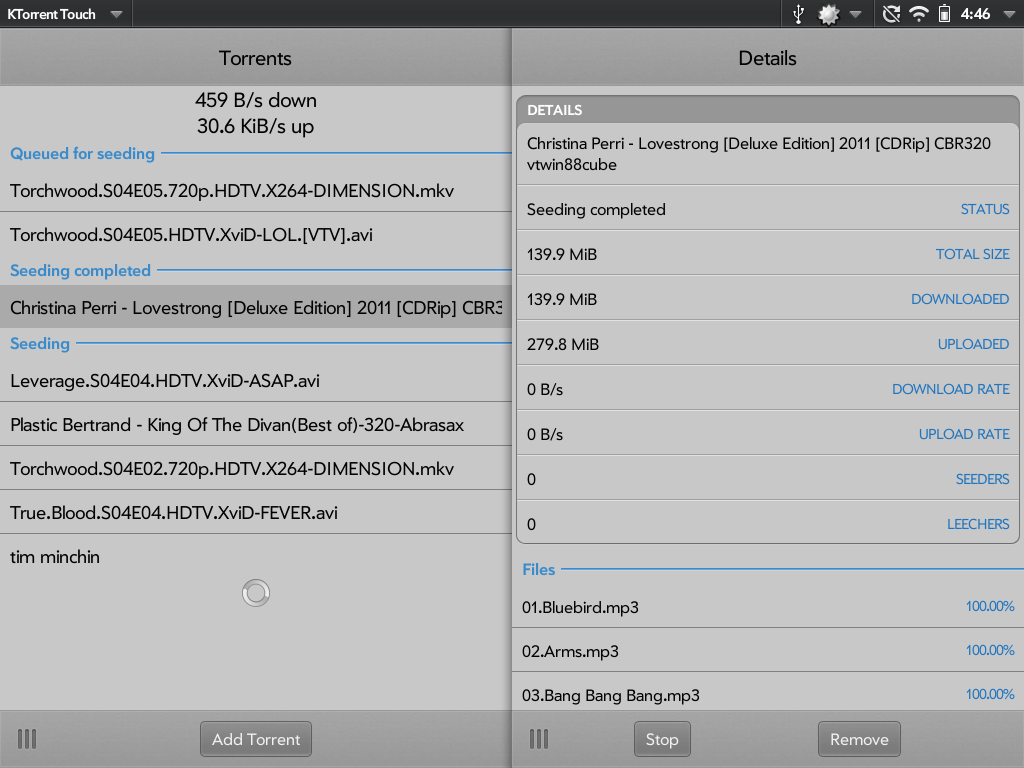 KTorrent Touch
4:46
Torrents
459 B/s down
30.6 KiB/s up
Queued for seeding
Torchwood.S04E05.720p.HDTV.X264-DIMENSION.mkv
Torchwood.S04E05.HDTV.XviD-LOL.[VTV].avi
Seeding completed
Christina Perri - Lovestrong [Deluxe Edition] 2011 [CDRip] CBR3
Seeding
Leverage.S04E04.HDTV.XviD-ASAP.avi
Plastic Bertrand - King Of The Divan(Best of)-320-Abrasax
Torchwood.S04E02.720p.HDTV.X264-DIMENSION.mkv
True.Blood.S04E04.HDTV.XviD-FEVER.avi
tim minchin
Add Torrent
Details
DETAILS
Christina Perri - Lovestrong [Deluxe Edition] 2011 [CDRip] CBR320
vtwin88cube
Seeding completed STATUS
139.9 MiB TOTAL SIZE
139.9 MiB DOWNLOADED
279.8 MiB UPLOADED
0 B/s DOWNLOAD RATE
0 B/s UPLOAD RATE
0 SEEDERS
0 LEECHERS
Files
01.Bluebird.mp3 100.00%
02.Arms.mp3 100.00%
03.Bang Bang Bang.mp3 100.00%
Stop Remove